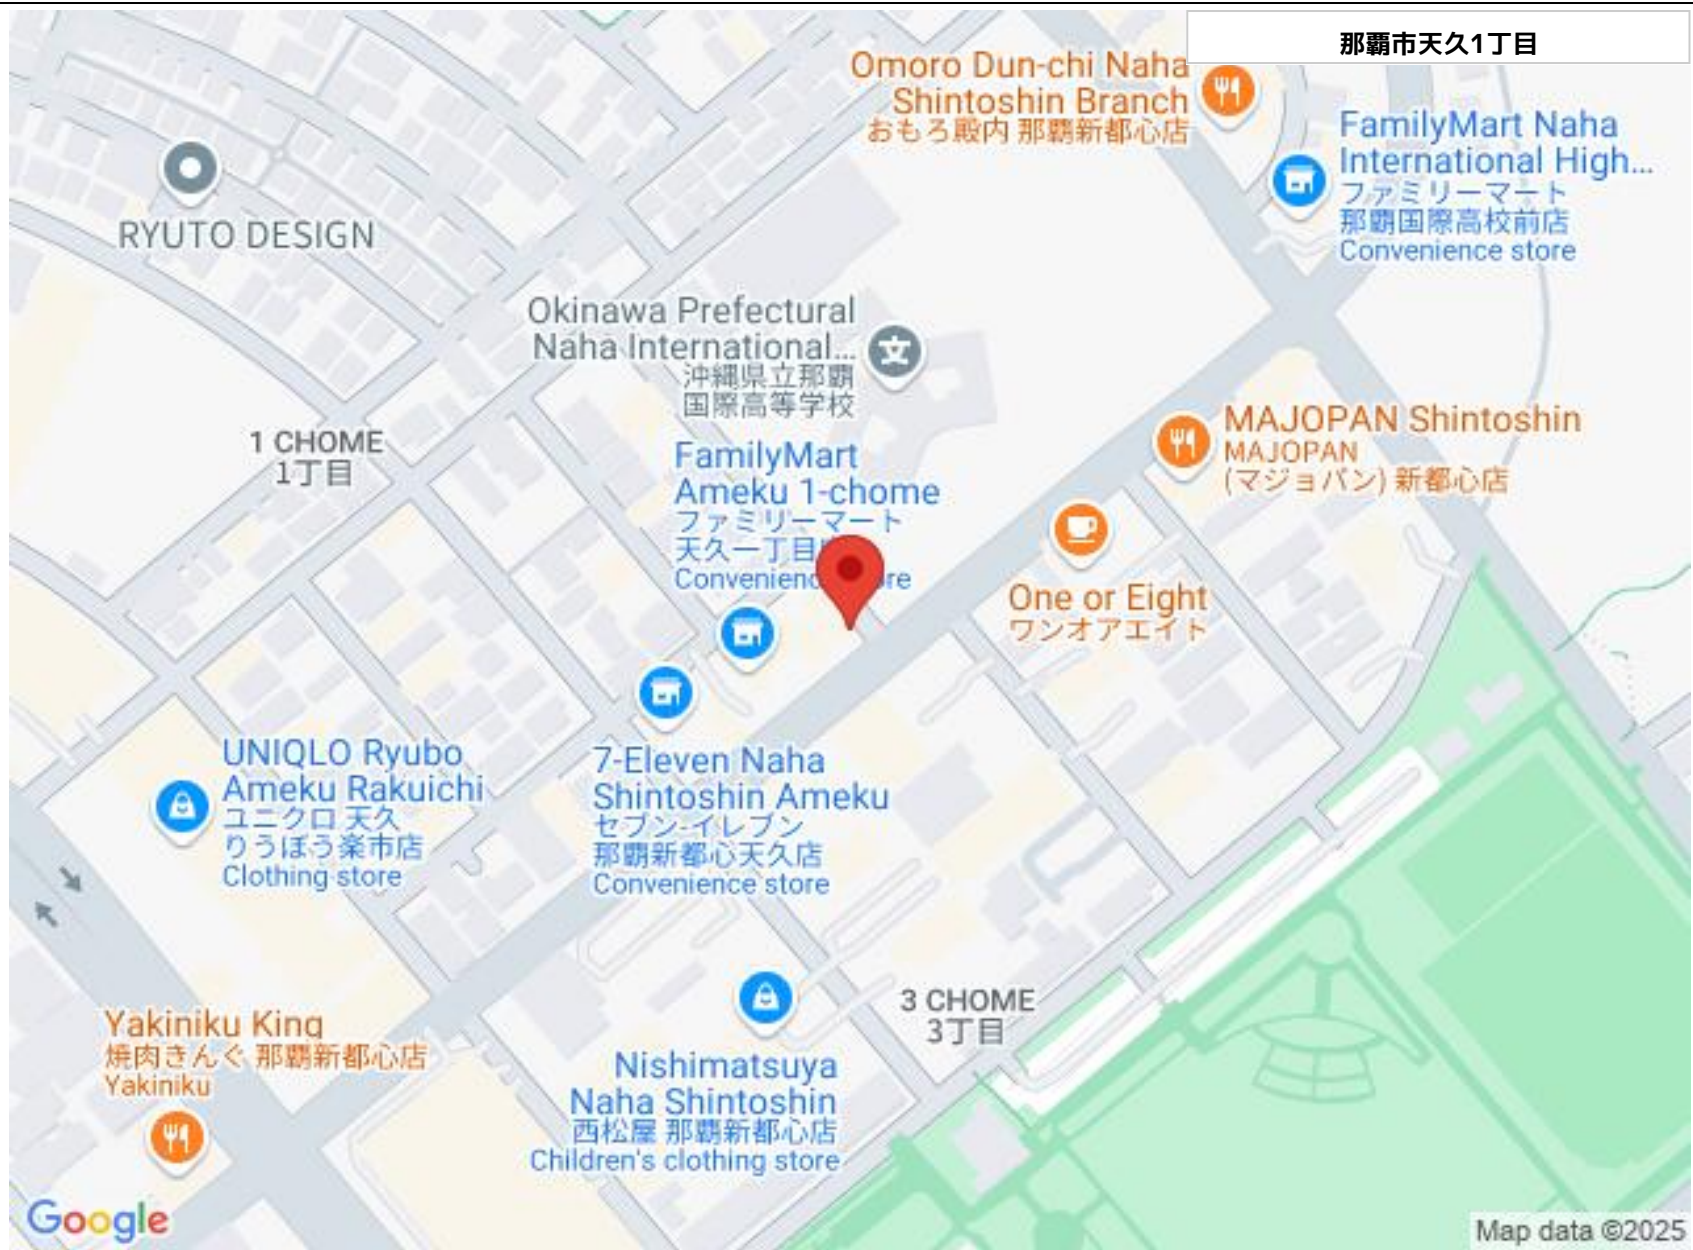 那覇市天久1丁目
Omoro Dun-chi Naha
Shintoshin Branch
おもろ殿内 那覇新都心店
FamilyMart Naha
International High...
ファミリーマート
那覇国際高校前店
Convenience store
RYUTO DESIGN
Okinawa Prefectural
Naha International...
沖縄県立那覇
国際高等学校
1 CHOME
1丁目
FamilyMart
Ameku 1-chome
ファミリーマート
天久一丁目
MAJOPAN Shintoshin
MAJOPAN
(マジョパン) 新都心店
One or Eight
ワンオアエイト
UNIQLO Ryubo
Ameku Rakuichi
ユニクロ 天久
りうぼう楽市店
Clothing store
7-Eleven Naha
Shintoshin Ameku
セブン-イレブン
那覇新都心天久店
Convenience store
Yakiniku King
焼肉きんぐ 那覇新都心店
Yakiniku
3 CHOME
3丁目
Nishimatsuya
Naha Shintoshin
西松屋 那覇新都心店
Children's clothing store
Google
Map data ©2025